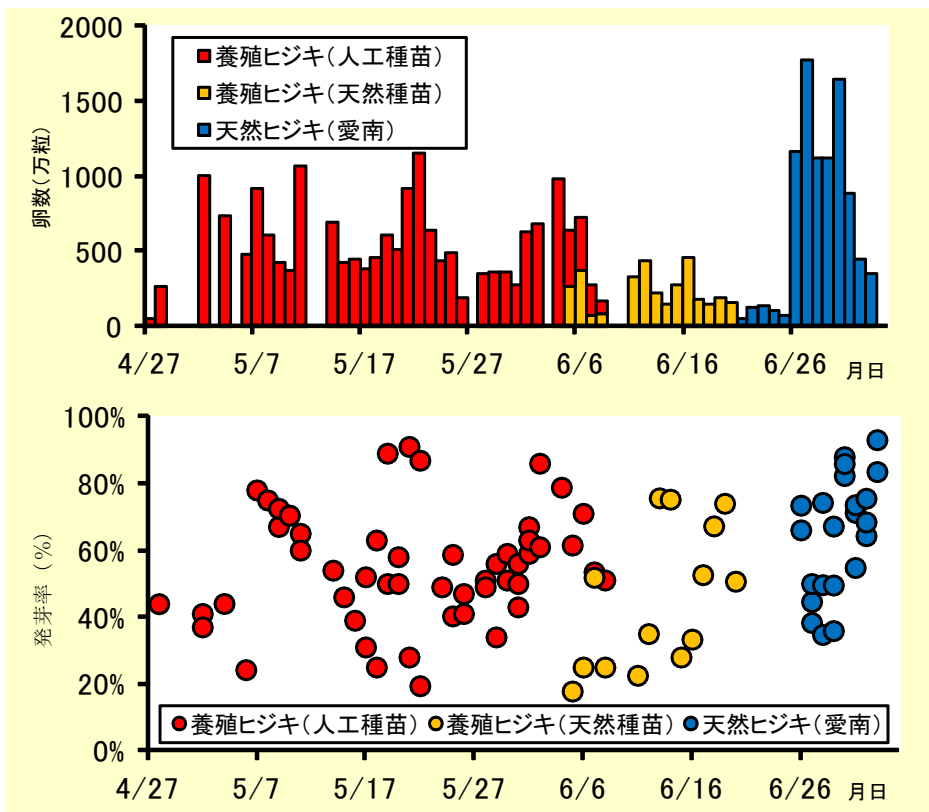 2000
1500
1000
500
0
卵数(万粒)
養殖ヒジキ(人工種苗)
養殖ヒジキ(天然種苗)
天然ヒジキ(愛南)
4/27 5/7 5/17 5/27 6/6 6/16 6/26 月日
100%
80%
60%
40%
20%
0%
発芽率(%)
養殖ヒジキ(人工種苗) 養殖ヒジキ(天然種苗) 天然ヒジキ(愛南)
4/27 5/7 5/17 5/27 6/6 6/16 6/26 月日